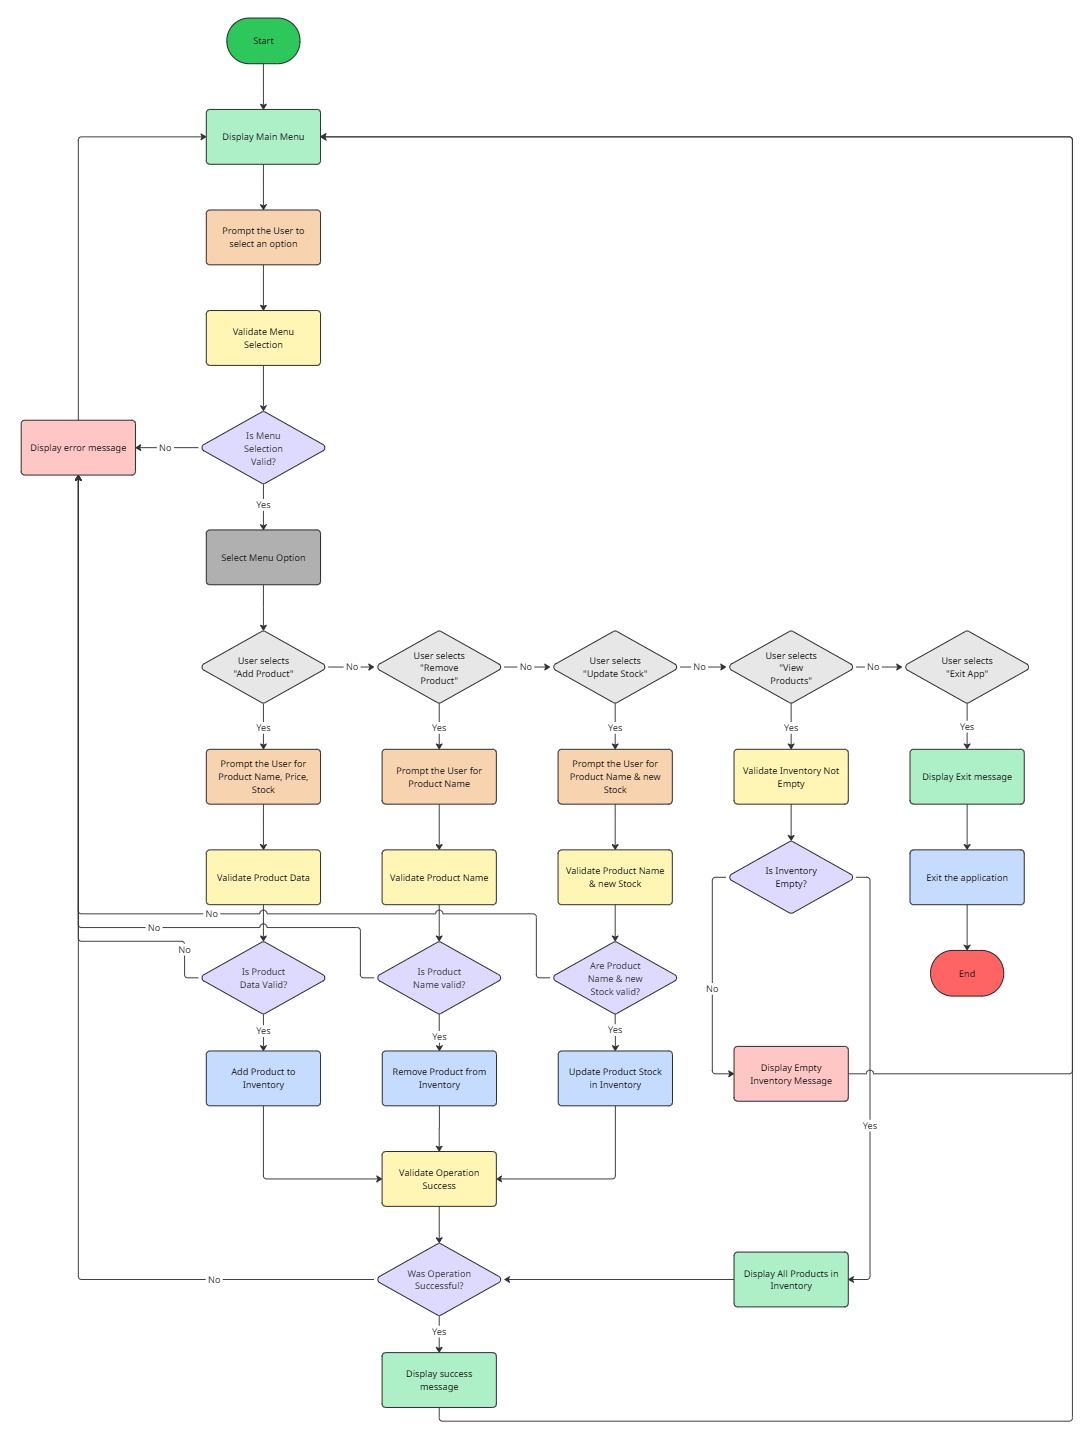 Start
Display Main Menu
Prompt the User to
select an option
Validate Menu
Selection
Display error message
No
Is Menu
Selection
Valid?
Yes
Select Menu Option
User selects
"Add Product"
No
User selects
"Remove
Product"
No
User selects
"Update Stock"
No
User selects
"View
Products"
No
User selects
"Exit App"
Yes
Yes
Yes
Yes
Yes
Prompt the User for
Product Name, Price,
Stock
Prompt the User for
Product Name
Prompt the User for
Product Name & new
Stock
Validate Inventory Not
Empty
Display Exit message
Validate Product Data
Validate Product Name
Validate Product Name
& new Stock
Is Inventory
Empty?
Exit the application
No
No
No
Is Product
Data Valid?
Is Product
Name valid?
Are Product
Name & new
Stock valid?
No
End
Yes
Yes
Yes
Add Product to
Inventory
Remove Product from
Inventory
Update Product Stock
in Inventory
Display Empty
Inventory Message
Yes
Validate Operation
Success
No
Was Operation
Successful?
Display All Products in
Inventory
Yes
Display success
message